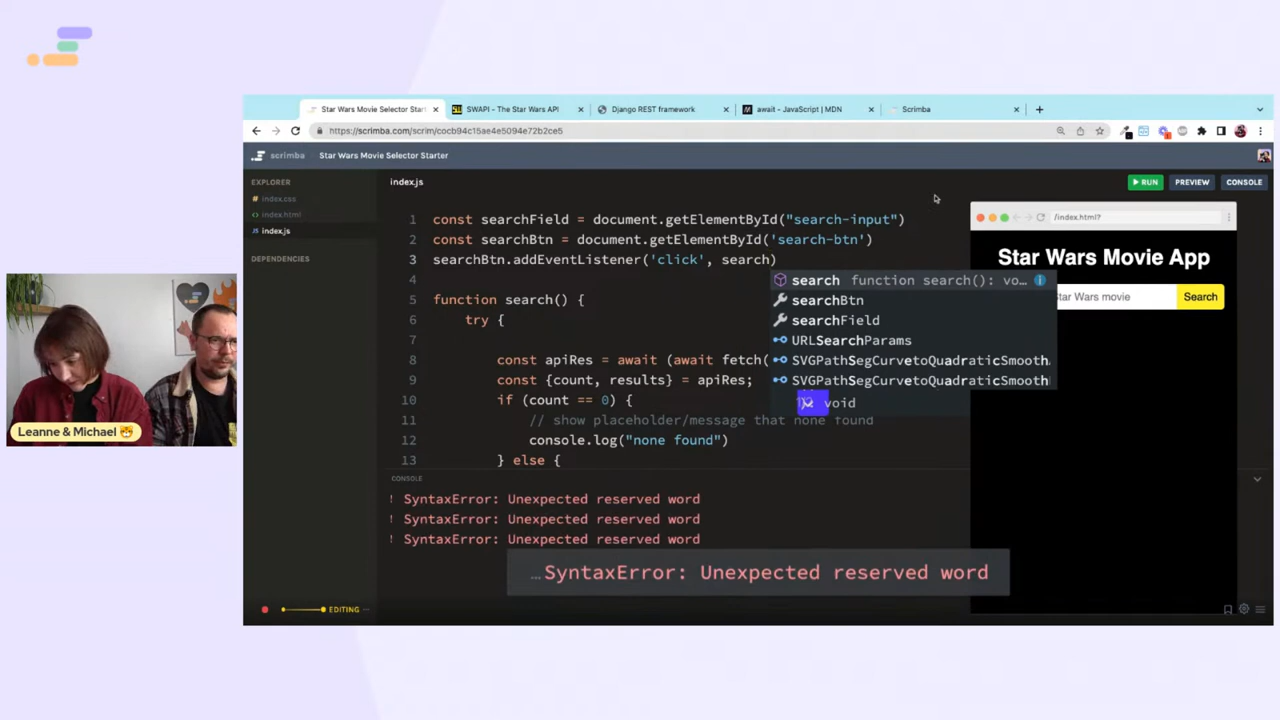 Star Wars Movie Selector Start
SWAPI - The Star Wars API
Django REST framework
await - JavaScript | MDN
Scrimba
https://scrimba.com/scrim/cocb94c15ae4e5094e72b2ce5
scrimba
Star Wars Movie Selector Starter
EXPLORER
index.css
index.html
index.js
DEPENDENCIES
index.js
RUN
PREVIEW
CONSOLE
1 const searchField = document.getElementById("search-input")
2 const searchBtn = document.getElementById('search-btn')
3 searchBtn.addEventListener('click', search)
4
5 function search() {
6 try {
7
8 const apiRes = await (await fetch(
9 const {count, results} = apiRes;
10 if (count == 0) {
11 // show placeholder/message that none found
12 console.log("none found")
13 } else {
search function search(): vo…
searchBtn
searchField
URLSearchParams
SVGPathSegCurvetoQuadraticSmooth
SVGPathSegCurvetoQuadraticSmooth
void
/index.html?
Star Wars Movie App
Star Wars movie
Search
CONSOLE
! SyntaxError: Unexpected reserved word
! SyntaxError: Unexpected reserved word
! SyntaxError: Unexpected reserved word
…SyntaxError: Unexpected reserved word
EDITING
Leanne & Michael 🐯